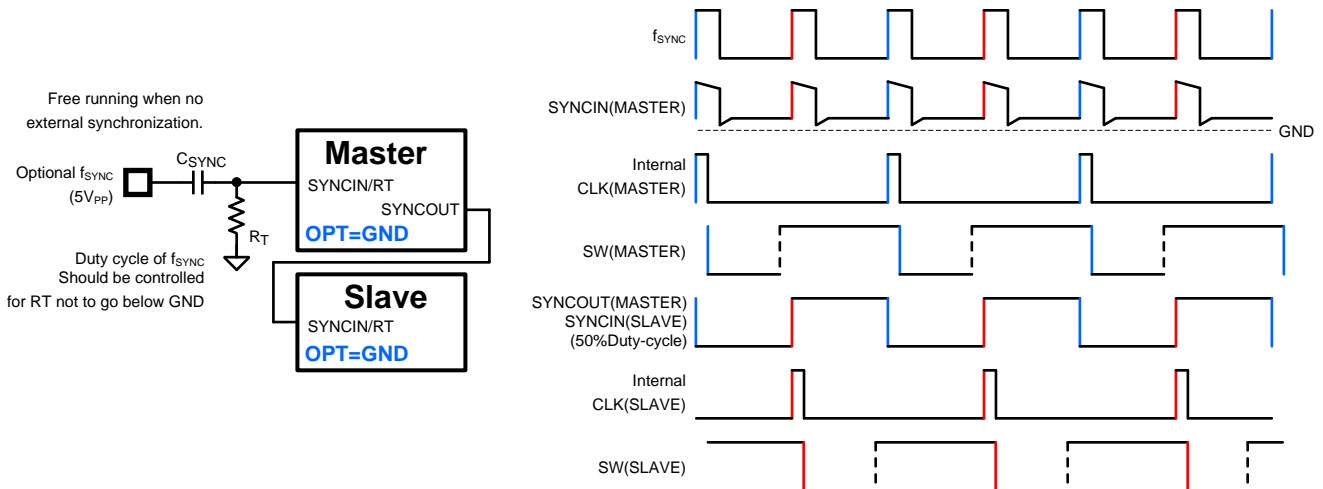 Free running when no
external synchronization.
Optional fSYNC
(5VPP)
CSYNC
RT
Duty cycle of fSYNC
Should be controlled
for RT not to go below GND
Master
SYNCIN/RT
SYNCOUT
OPT=GND
Slave
SYNCIN/RT
OPT=GND
fSYNC
SYNCIN(MASTER)
GND
Internal
CLK(MASTER)
SW(MASTER)
SYNCOUT(MASTER)
SYNCIN(SLAVE)
(50%Duty-cycle)
Internal
CLK(SLAVE)
SW(SLAVE)